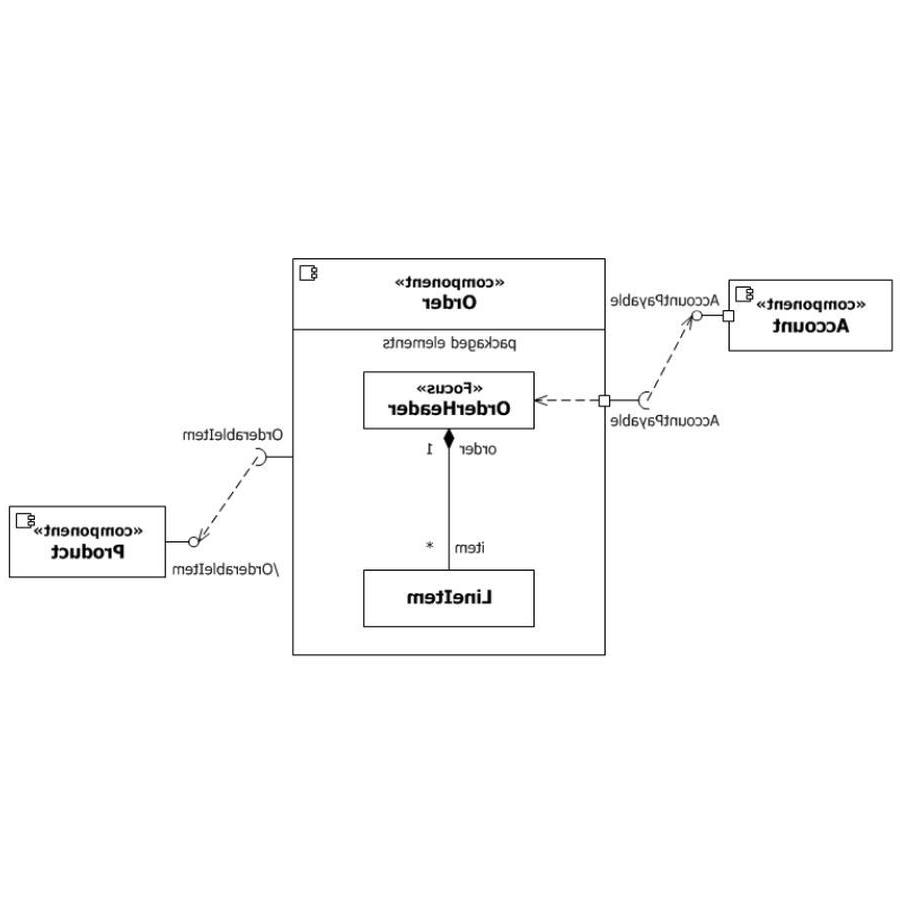 «component»
Order
packaged elements
«Focus»
OrderHeader
1
order
*
item
LineItem
AccountPayable
«component»
Account
AccountPayable
OrderableItem
«component»
Product
/OrderableItem